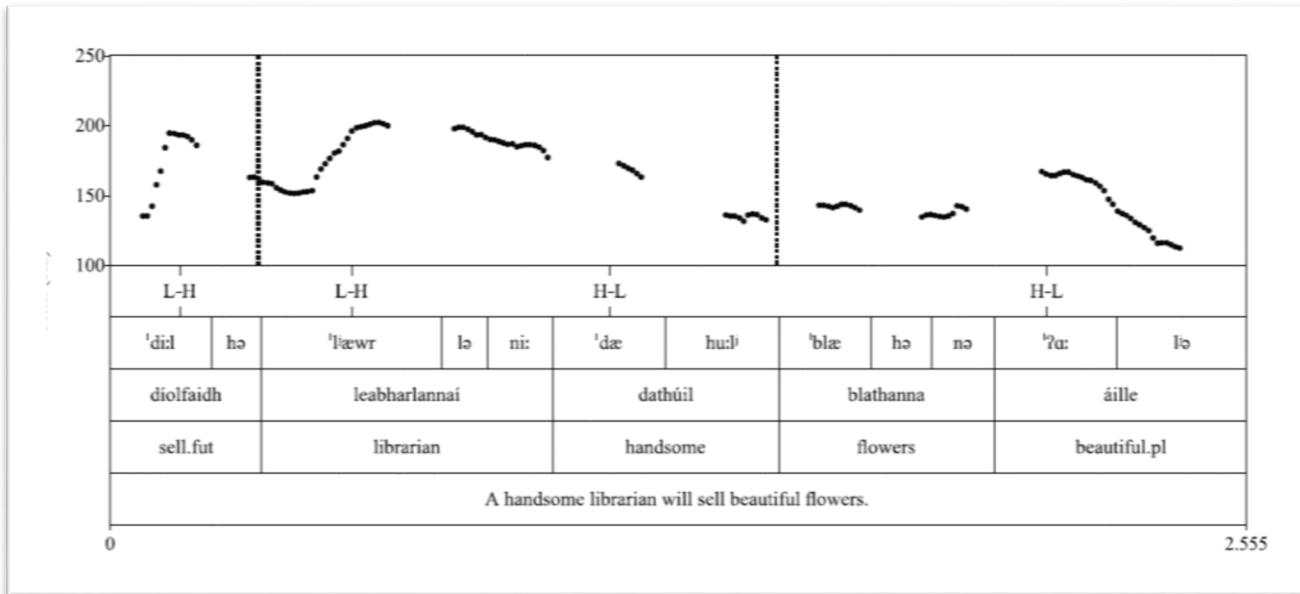 250
200
150
100
L-H L-H H-L H-L
ˈdiːl hə ˈlʲæwr lə niː ˈdæ huːlʲ ˈblæ hə nə ˈʔɑː lʲə
díolfaidh leabharlannaí dathúil blathanna áille
sell.fut librarian handsome flowers beautiful.pl
A handsome librarian will sell beautiful flowers.
0 2.555